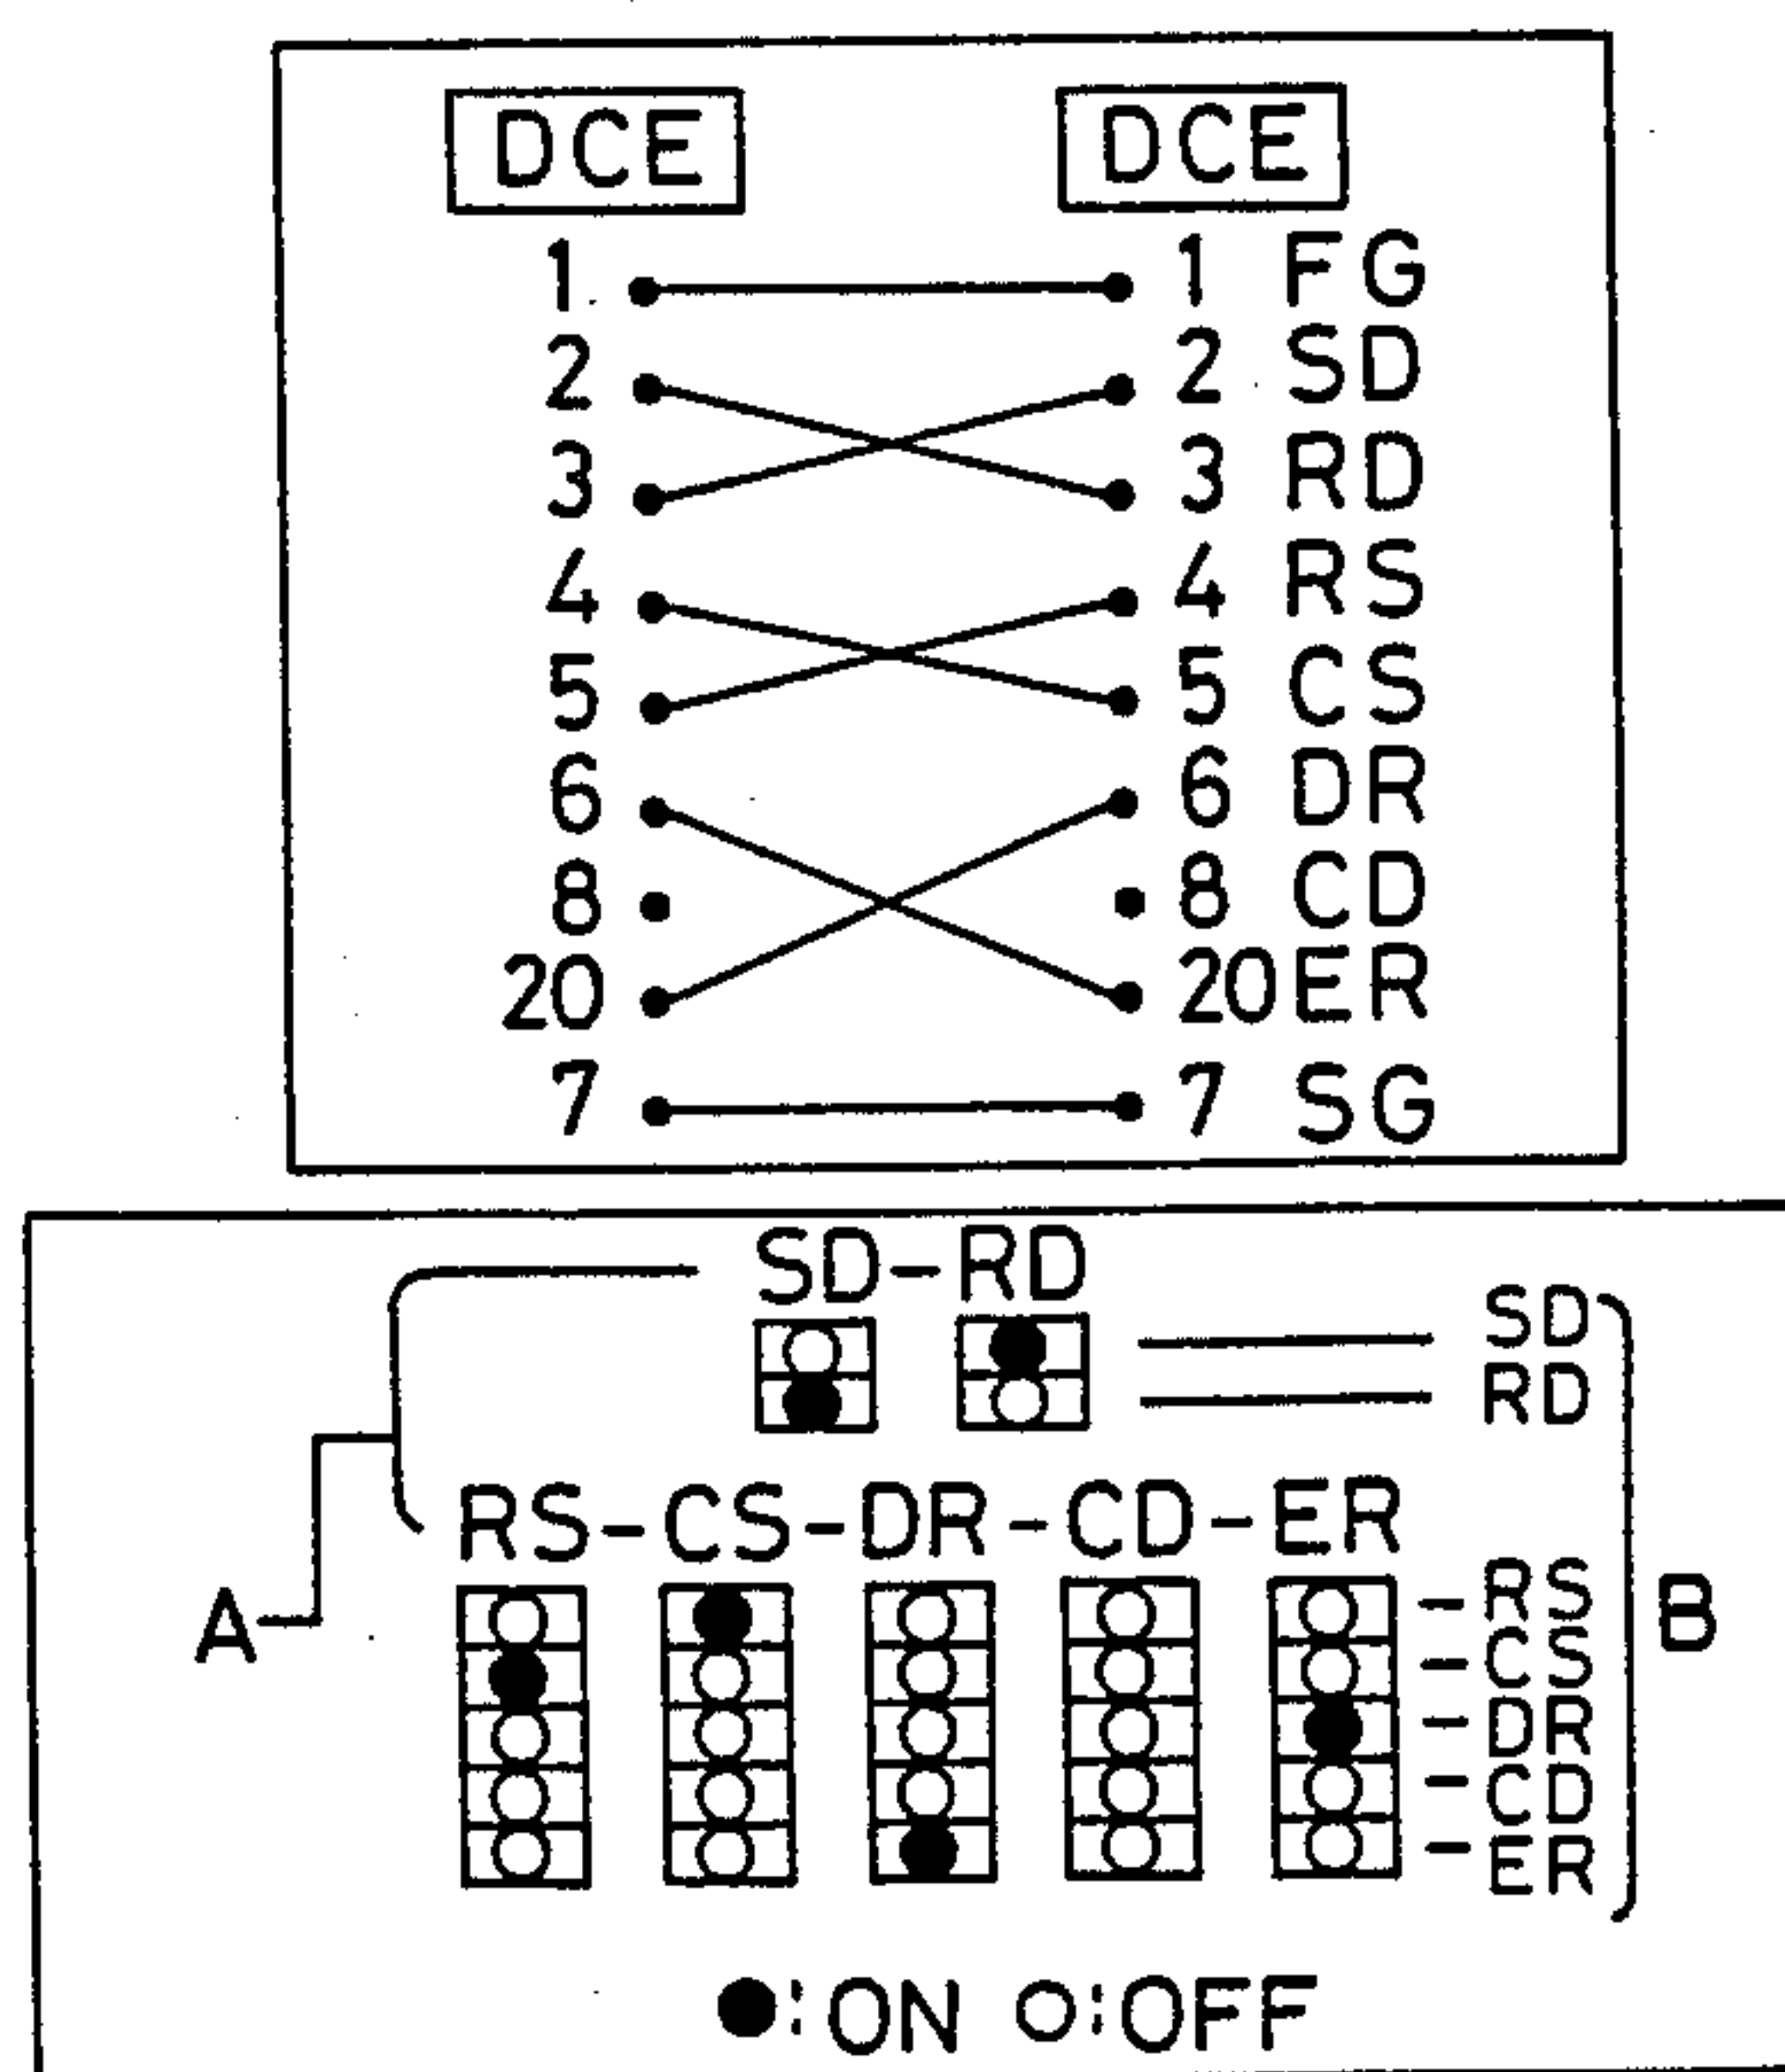 DCE DCE
1 1 FG
2 2 SD
3 3 RD
4 4 RS
5 5 CS
6 6 DR
8 8 CD
20 20 ER
7 7 SG
SD-RD
SD
RD
RS-CS-DR-CD-ER
A
B
-RS
-CS
-DR
-CD
-ER
●:ON ○:OFF